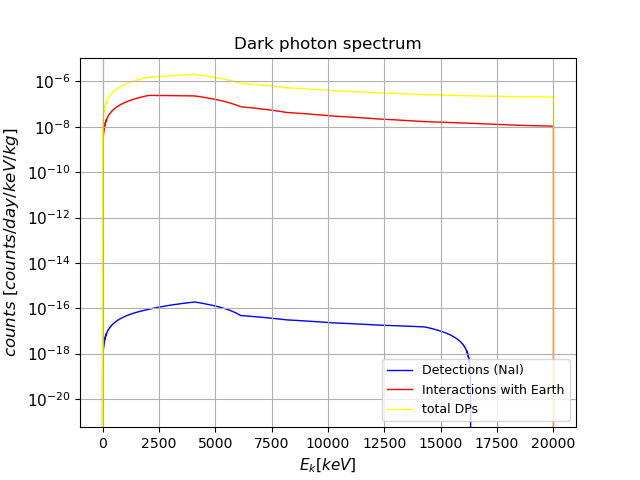 Dark photon spectrum
counts [counts/day/keV/kg]
10⁻⁶
10⁻⁸
10⁻¹⁰
10⁻¹²
10⁻¹⁴
10⁻¹⁶
10⁻¹⁸
10⁻²⁰
Detections (NaI)
Interactions with Earth
total DPs
0 2500 5000 7500 10000 12500 15000 17500 20000
Eₖ[keV]